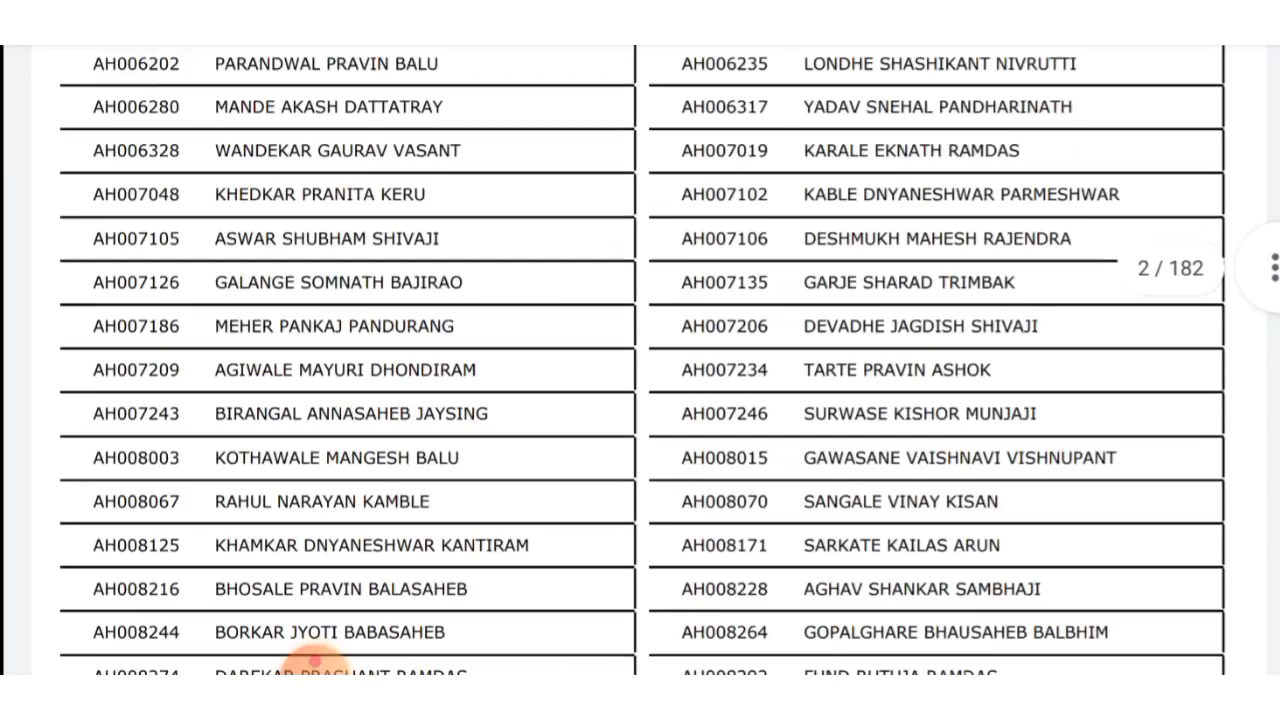 AH006202 PARANDWAL PRAVIN BALU AH006235 LONDHE SHASHIKANT NIVRUTTI
AH006280 MANDE AKASH DATTATRAY AH006317 YADAV SNEHAL PANDHARINATH
AH006328 WANDEKAR GAURAV VASANT AH007019 KARALE EKNATH RAMDAS
AH007048 KHEDKAR PRANITA KERU AH007102 KABLE DNYANESHWAR PARMESHWAR
AH007105 ASWAR SHUBHAM SHIVAJI AH007106 DESHMUKH MAHESH RAJENDRA
2 / 182
AH007126 GALANGE SOMNATH BAJIRAO AH007135 GARJE SHARAD TRIMBAK
AH007186 MEHER PANKAJ PANDURANG AH007206 DEVADHE JAGDISH SHIVAJI
AH007209 AGIWALE MAYURI DHONDIRAM AH007234 TARTE PRAVIN ASHOK
AH007243 BIRANGAL ANNASAHEB JAYSING AH007246 SURWASE KISHOR MUNJAJI
AH008003 KOTHAWALE MANGESH BALU AH008015 GAWASANE VAISHNAVI VISHNUPANT
AH008067 RAHUL NARAYAN KAMBLE AH008070 SANGALE VINAY KISAN
AH008125 KHAMKAR DNYANESHWAR KANTIRAM AH008171 SARKATE KAILAS ARUN
AH008216 BHOSALE PRAVIN BALASAHEB AH008228 AGHAV SHANKAR SAMBHAJI
AH008244 BORKAR JYOTI BABASAHEB AH008264 GOPALGHARE BHAUSAHEB BALBHIM